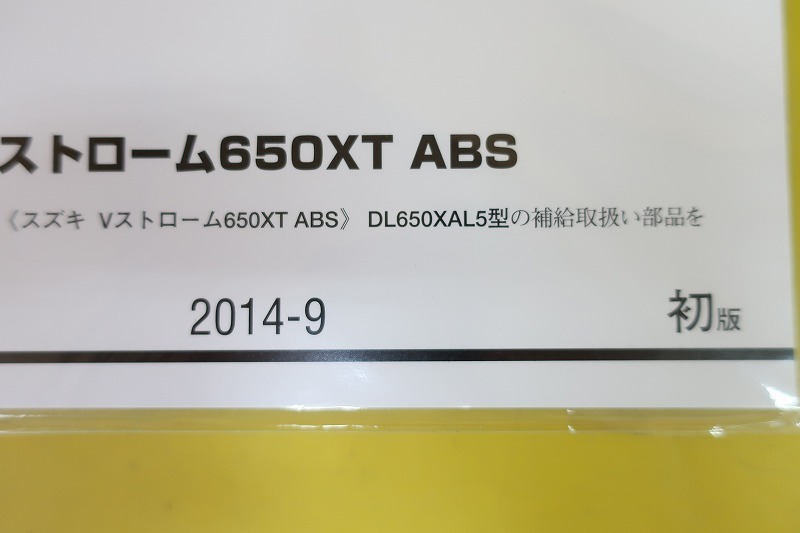 ストローム650XT ABS
《スズキ Vストローム650XT ABS》 DL650XAL5型の補給取扱い部品を
2014-9 初版